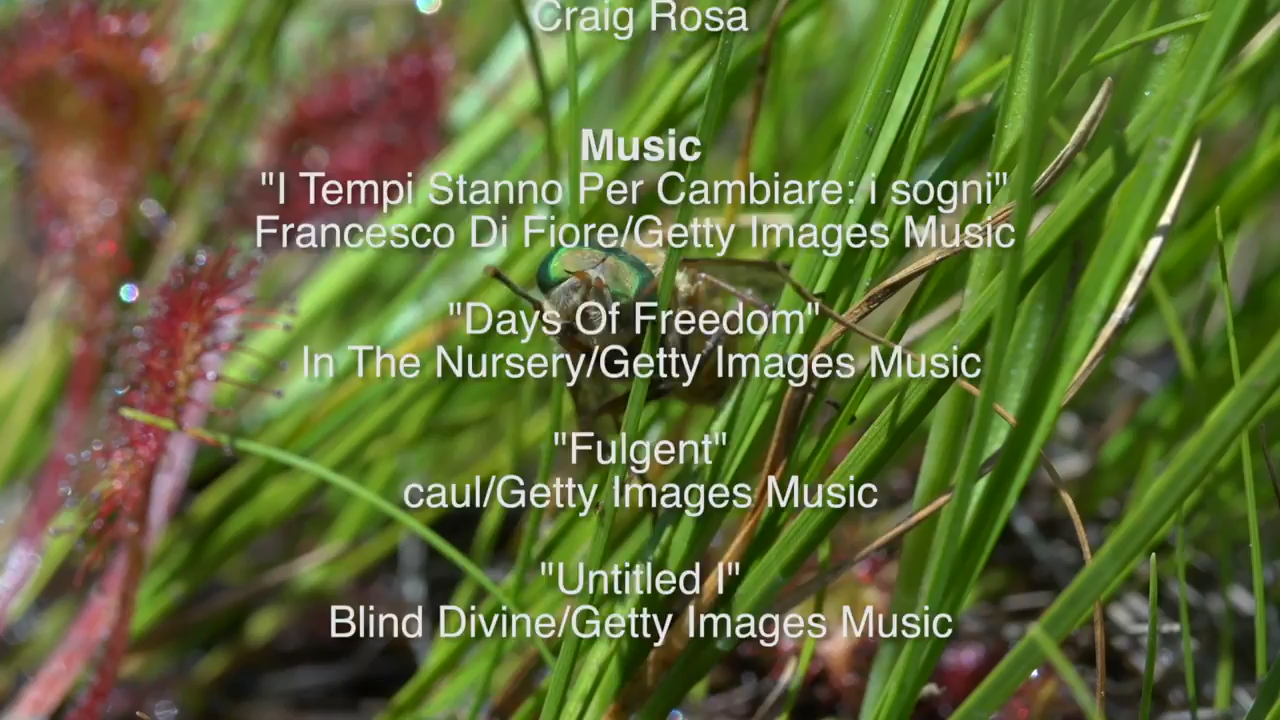 Craig Rosa
Music
"I Tempi Stanno Per Cambiare: i sogni"
Francesco Di Fiore/Getty Images Music
"Days Of Freedom"
In The Nursery/Getty Images Music
"Fulgent"
caul/Getty Images Music
"Untitled I"
Blind Divine/Getty Images Music